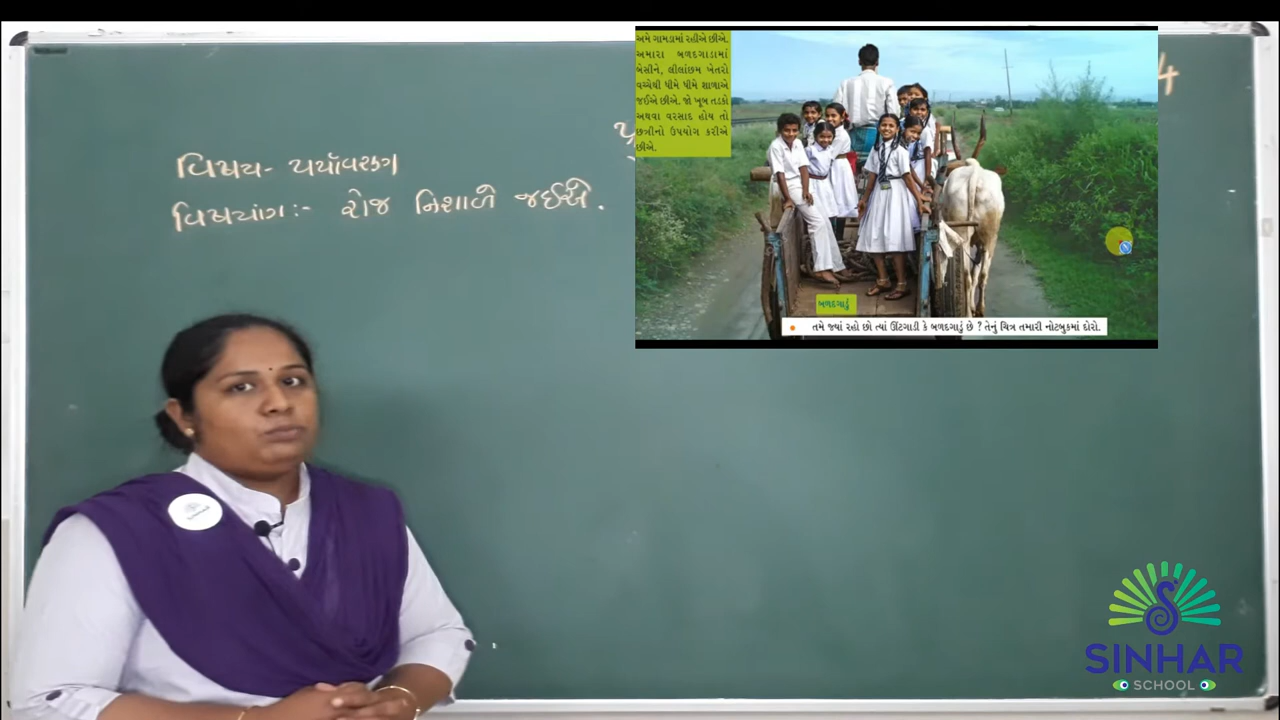 વિષય- પર્યાવરણ
વિષયાંગ:- રોજ નિશાળે જઈએ.
4
અમે ગામડામાં રહીએ છીએ.
અમારા બળદગાડામાં
બેસીને, લીલાંછમ ખેતરો
વચ્ચેથી ધીમે ધીમે શાળાએ
જઈએ છીએ. જો ખૂબ તડકો
અથવા વરસાદ હોય તો
છત્રીનો ઉપયોગ કરીએ
છીએ.
બળદગાડું
તમે જ્યાં રહો છો ત્યાં ઊંટગાડી કે બળદગાડું છે ? તેનું ચિત્ર તમારી નોટબુકમાં દોરો.
SINHAR
SCHOOL